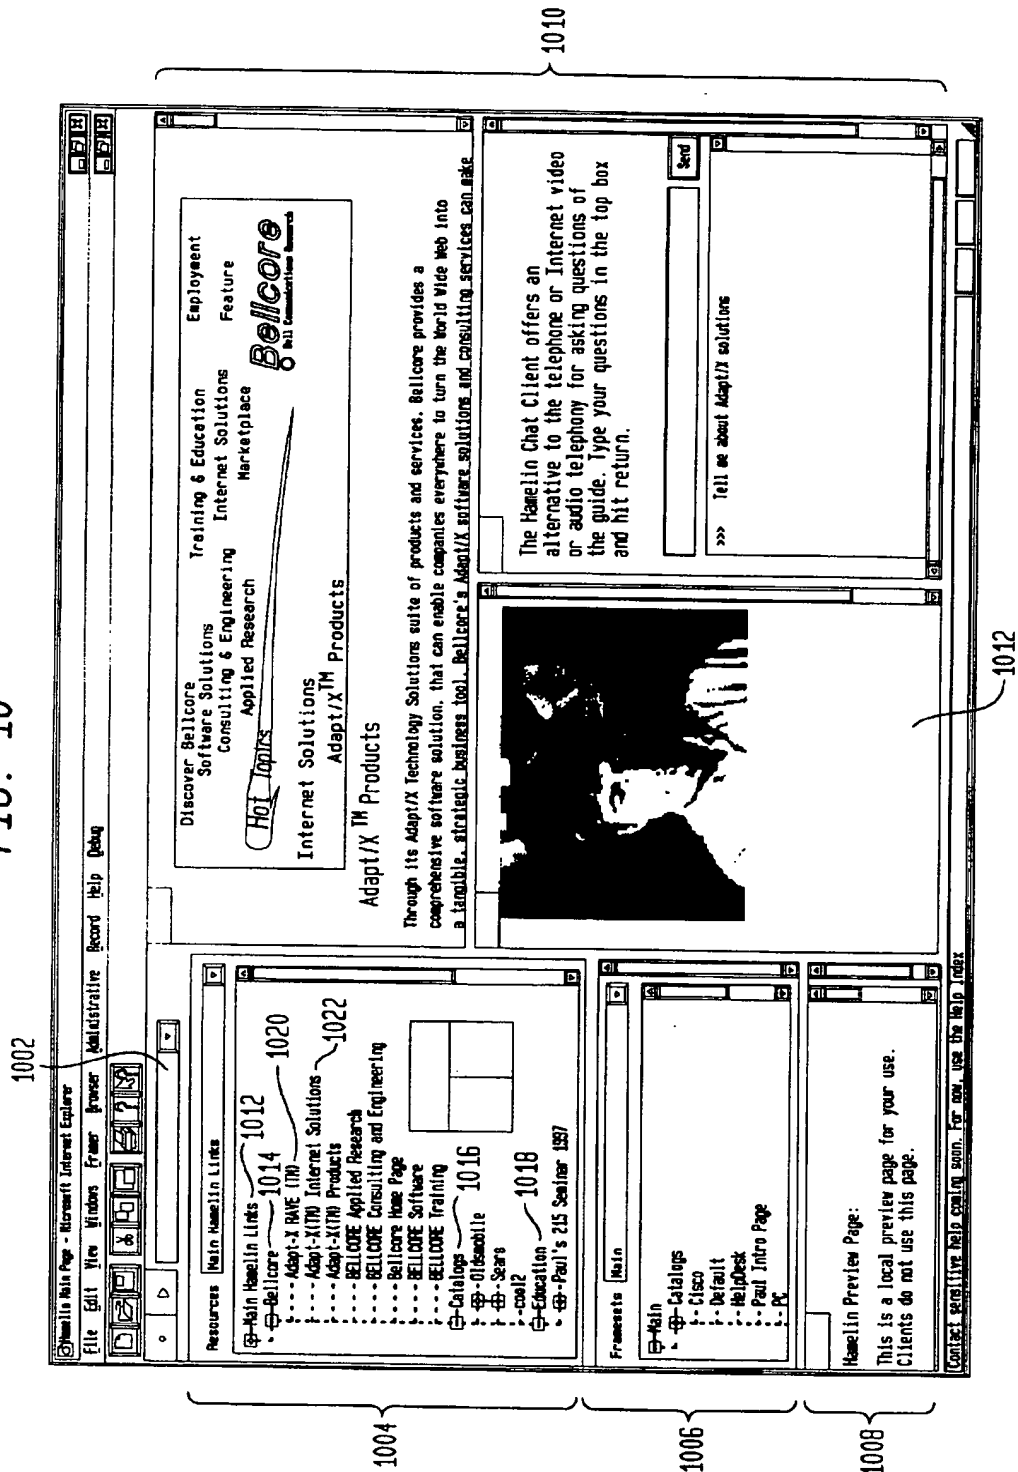 FIG. 10
1002
Hamelin Main Page - Microsoft Internet Explorer
File Edit View Windows Framer Browser Administrative Record Help Debug
Resources Main Hamelin Links
Main Hamelin Links 1012
Bellcore 1014
Adapt-X RAVE (TM) 1020
Adapt-X(TM) Internet Solutions 1022
Adapt-X(TM) Products
BELLCORE Applied Research
BELLCORE Consulting and Engineering
Bellcore Home Page
BELLCORE Software
BELLCORE Training
Catalogs 1016
Oldsmobile
Sears
coal2
Education 1018
Paul's 215 Seminar 1997
1004
Framesets Main
Main
Catalogs
Cisco
Default
HelpDesk
Paul Intro Page
PC
1006
Hamelin Preview Page:
This is a local preview page for your use.
Clients do not use this page.
1008
Contact sensitive help coming soon. For now, use the Help Index
Discover Bellcore Training & Education Employment
Software Solutions Internet Solutions Feature
Consulting & Engineering Marketplace
Applied Research
Hot Topics
Bellcore
Bell Communications Research
Internet Solutions
Adapt/X™ Products
Adapt/X TM Products
Through its Adapt/X Technology Solutions suite of products and services. Bellcore provides a
comprehensive software solution, that can enable companies everywhere to turn the World Wide Web into
a tangible, strategic business tool. Bellcore's Adapt/X software solutions and consulting services can make
1010
1012
The Hamelin Chat Client offers an
alternative to the telephone or Internet video
or audio telephony for asking questions of
the guide. Type your questions in the top box
and hit return.
Send
>>> Tell me about Adapt/X solutions